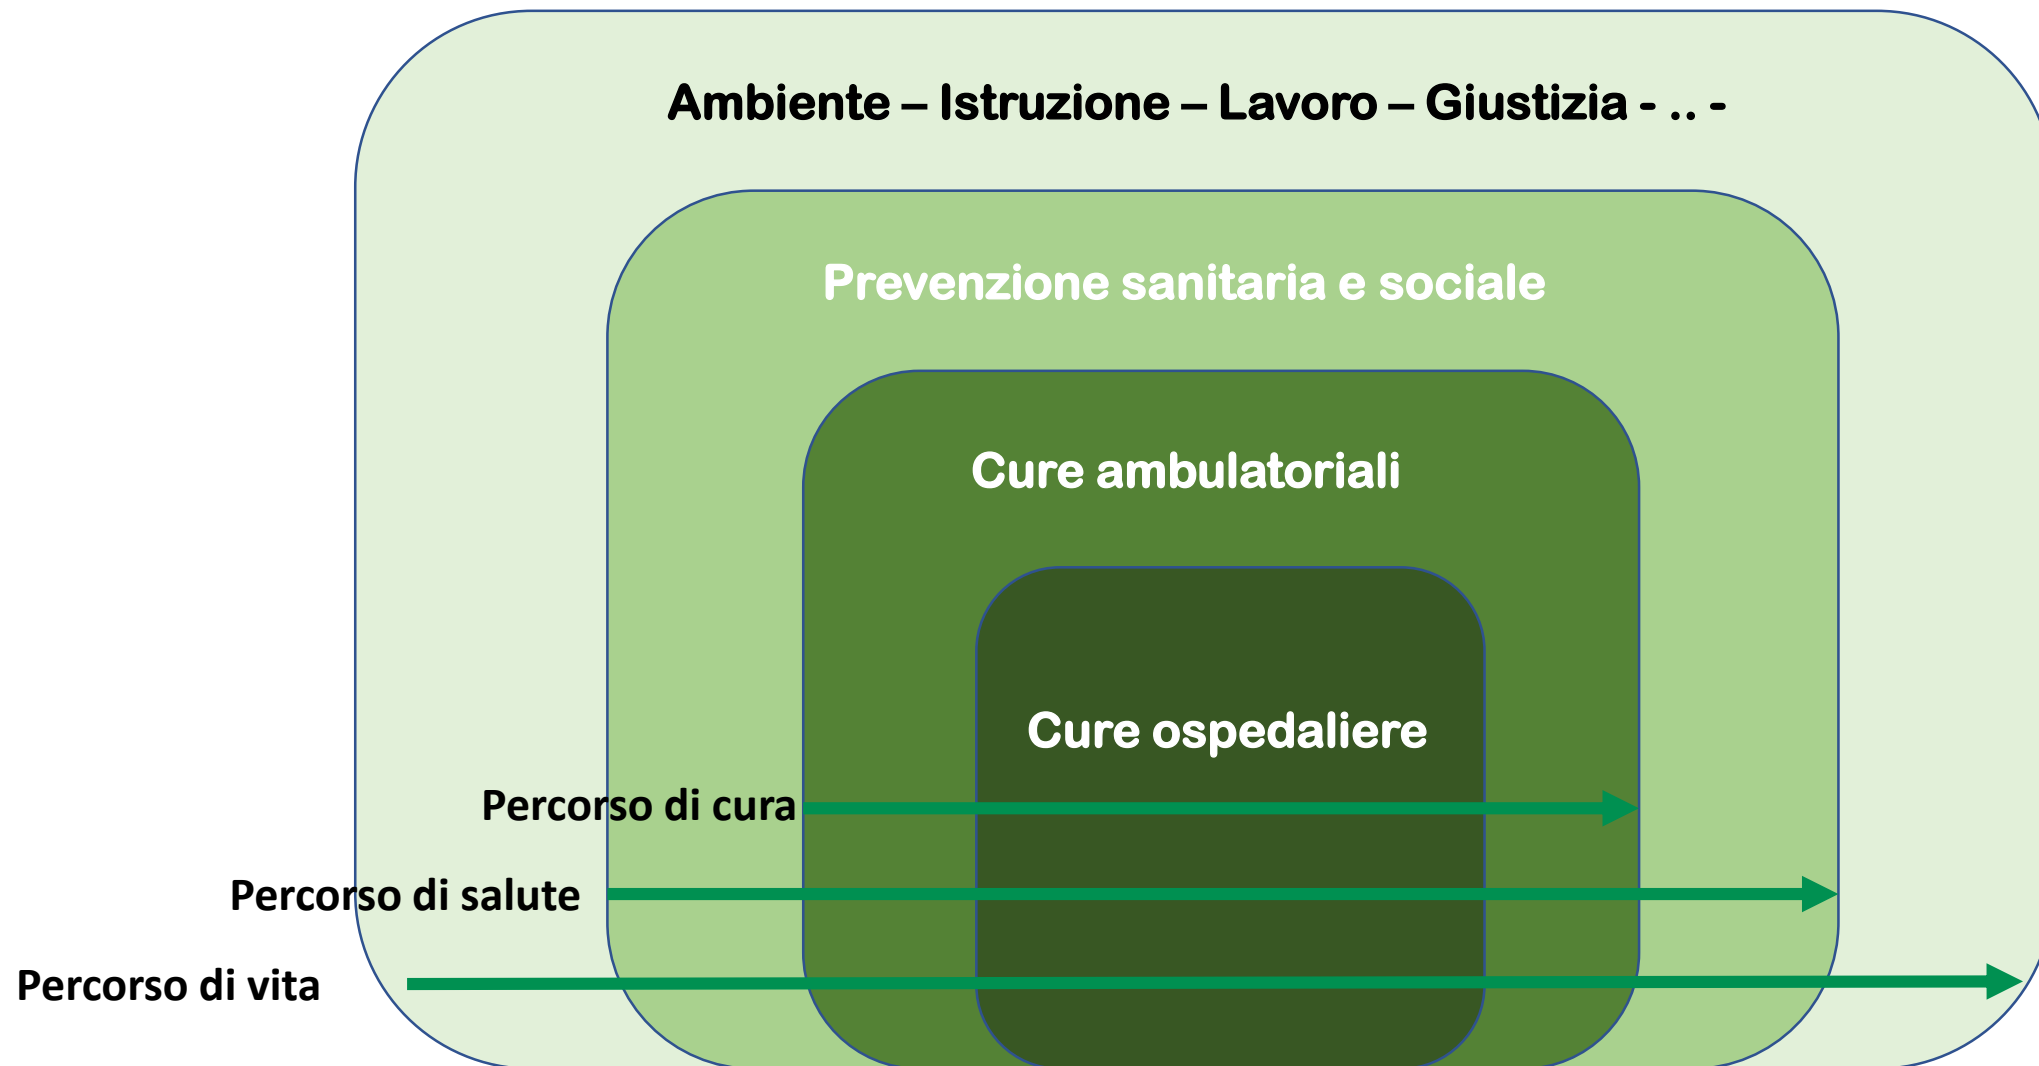 Ambiente – Istruzione – Lavoro – Giustizia - .. -
Prevenzione sanitaria e sociale
Cure ambulatoriali
Cure ospedaliere
Percorso di cura
Percorso di salute
Percorso di vita